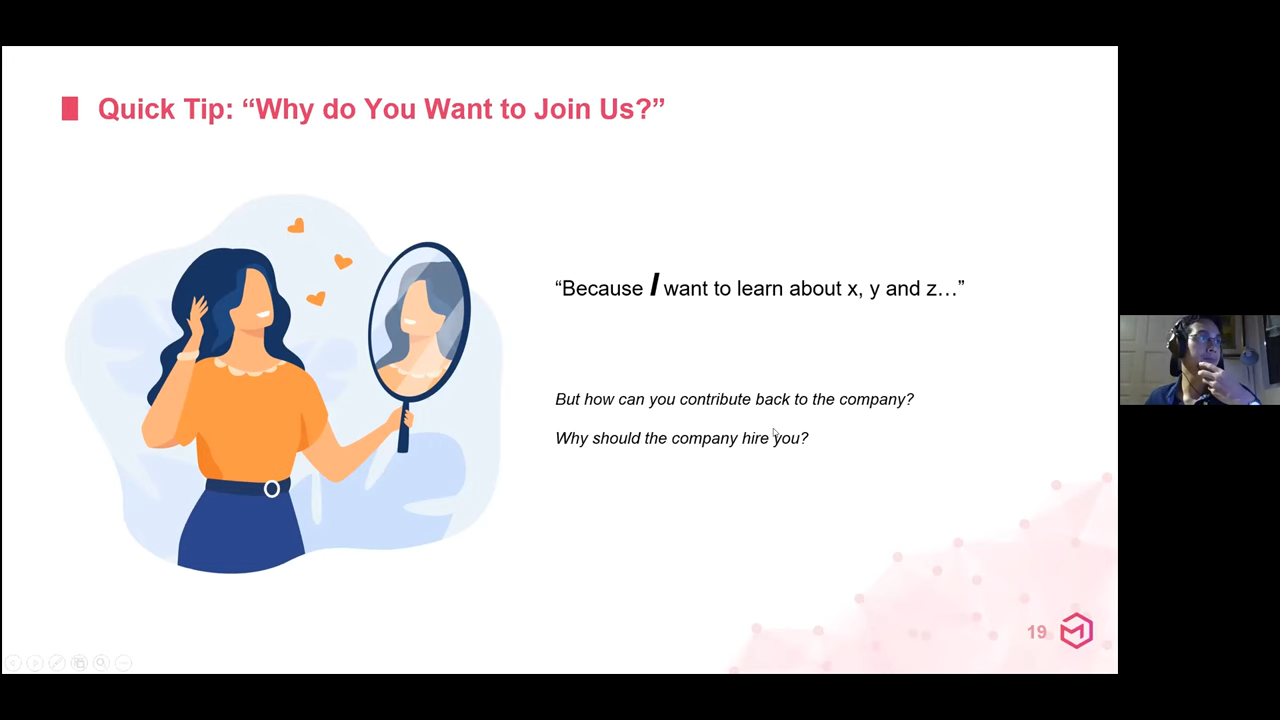 Quick Tip: “Why do You Want to Join Us?”
“Because I want to learn about x, y and z…”
But how can you contribute back to the company?
Why should the company hire you?
19